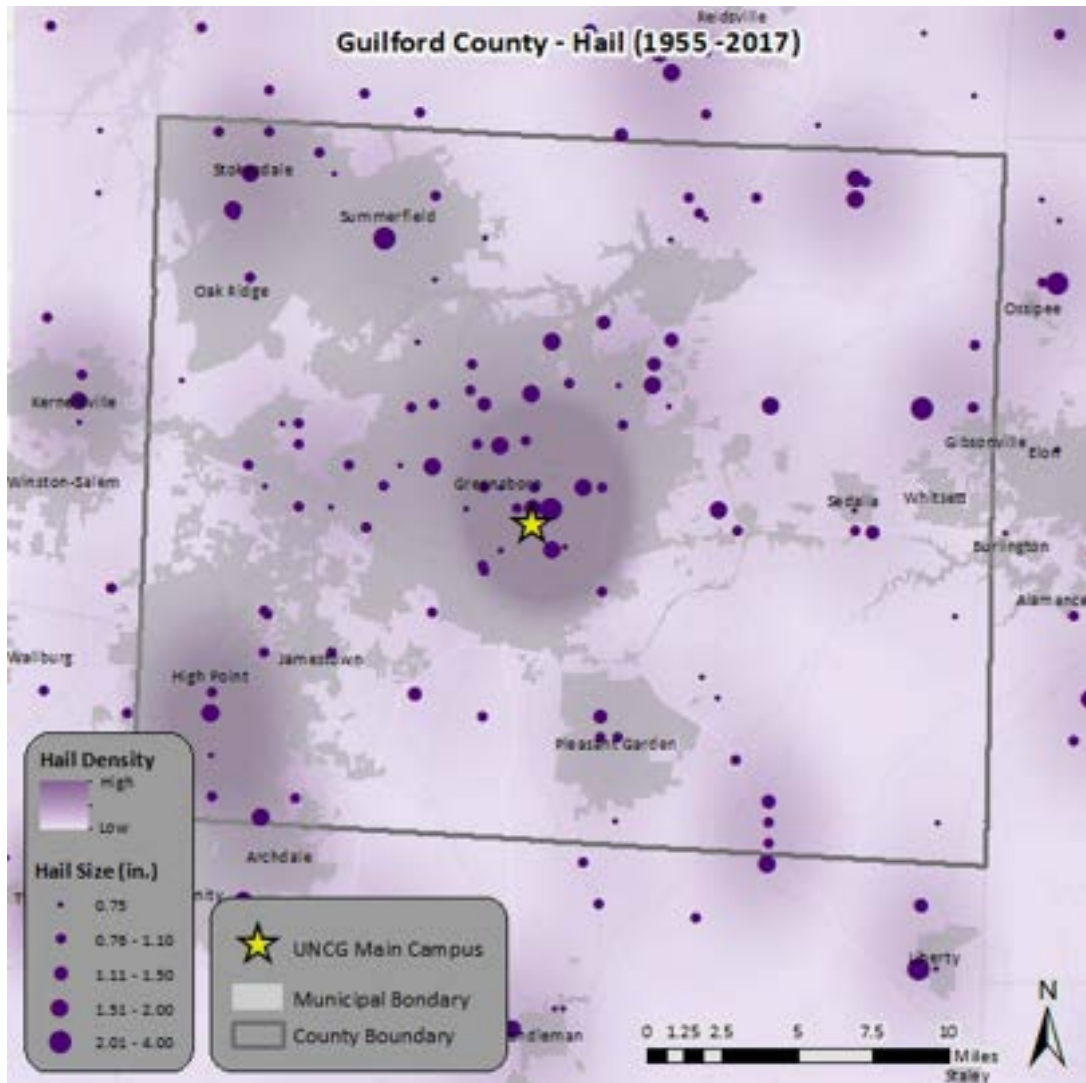 Reidsville
Guilford County - Hail (1955 -2017)
Stokesdale
Summerfield
Oak Ridge
Ossipee
Kernersville
Gibsonville
Elon
Winston-Salem
Greensboro
Sedalia
Whitsett
Burlington
Alamance
Wallburg
Jamestown
High Point
Pleasant Garden
Archdale
Liberty
Staley
Hail Density
High
Low
Hail Size (in.)
0.75
0.76 - 1.10
1.11 - 1.50
1.51 - 2.00
2.01 - 4.00
UNCG Main Campus
Municipal Bondary
County Boundary
ndleman
nity
T
0 1.25 2.5 5 7.5 10
Miles
N